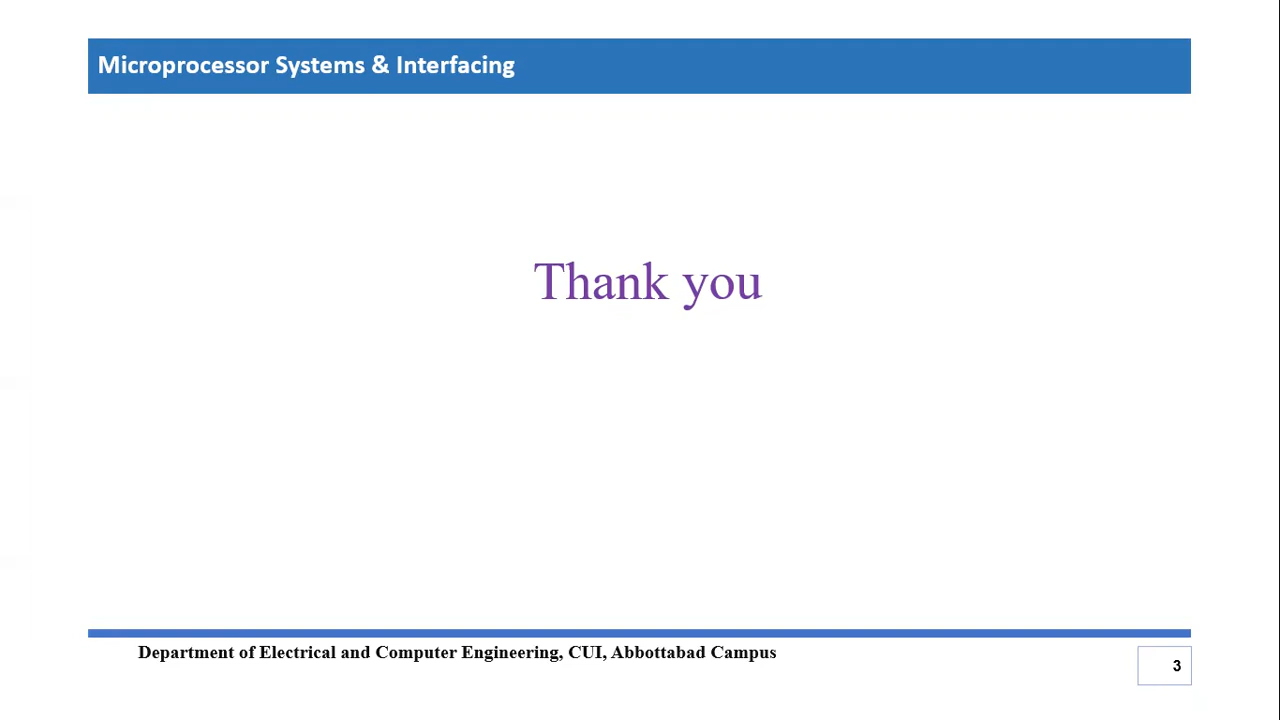 Microprocessor Systems & Interfacing
Thank you
Department of Electrical and Computer Engineering, CUI, Abbottabad Campus
3